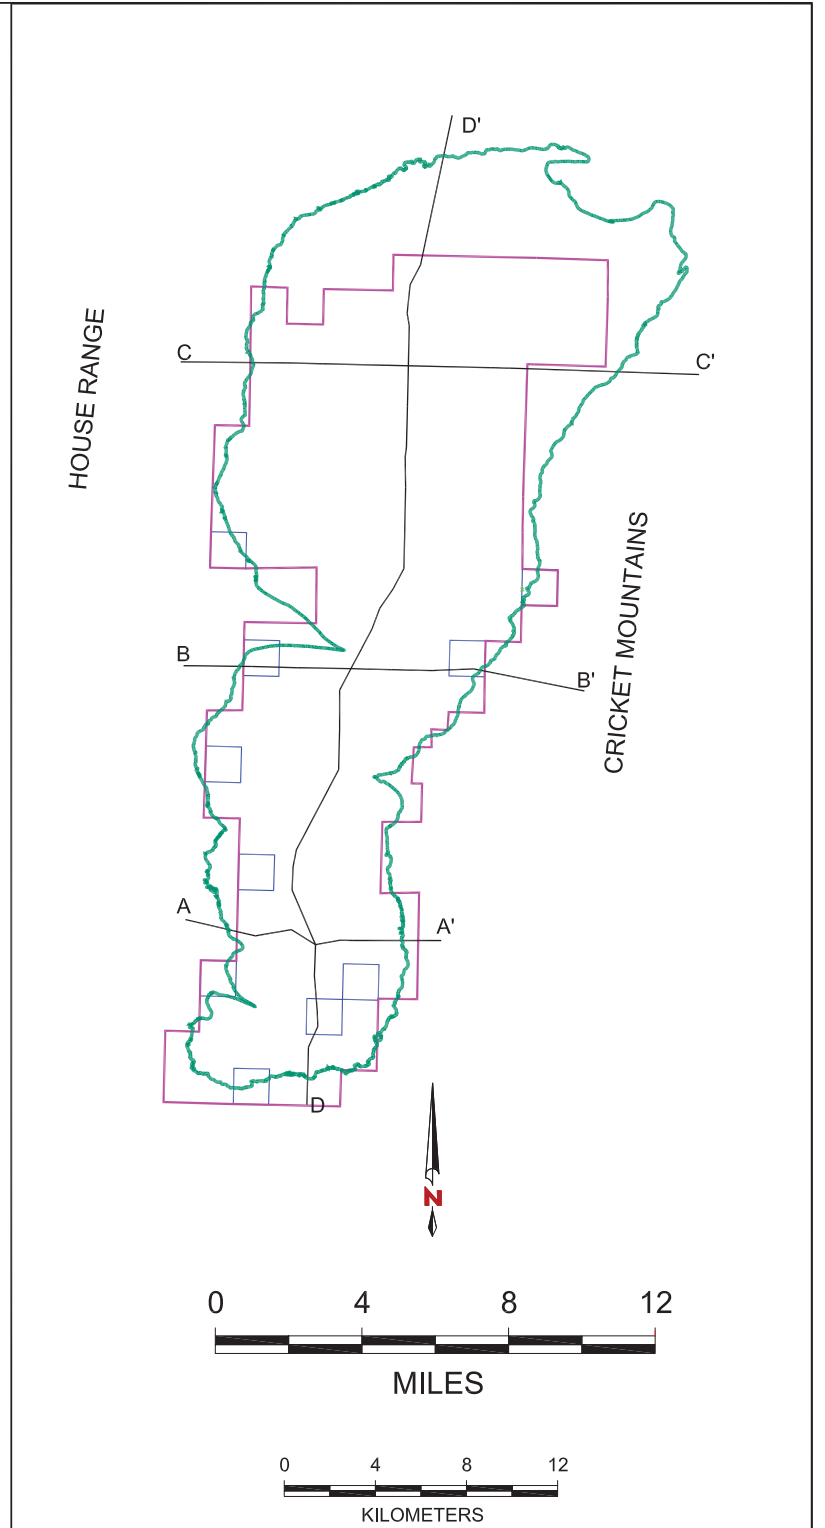 D'
HOUSE RANGE
C
C'
CRICKET MOUNTAINS
B
B'
A
A'
D
N
0 4 8 12
MILES
0 4 8 12
KILOMETERS